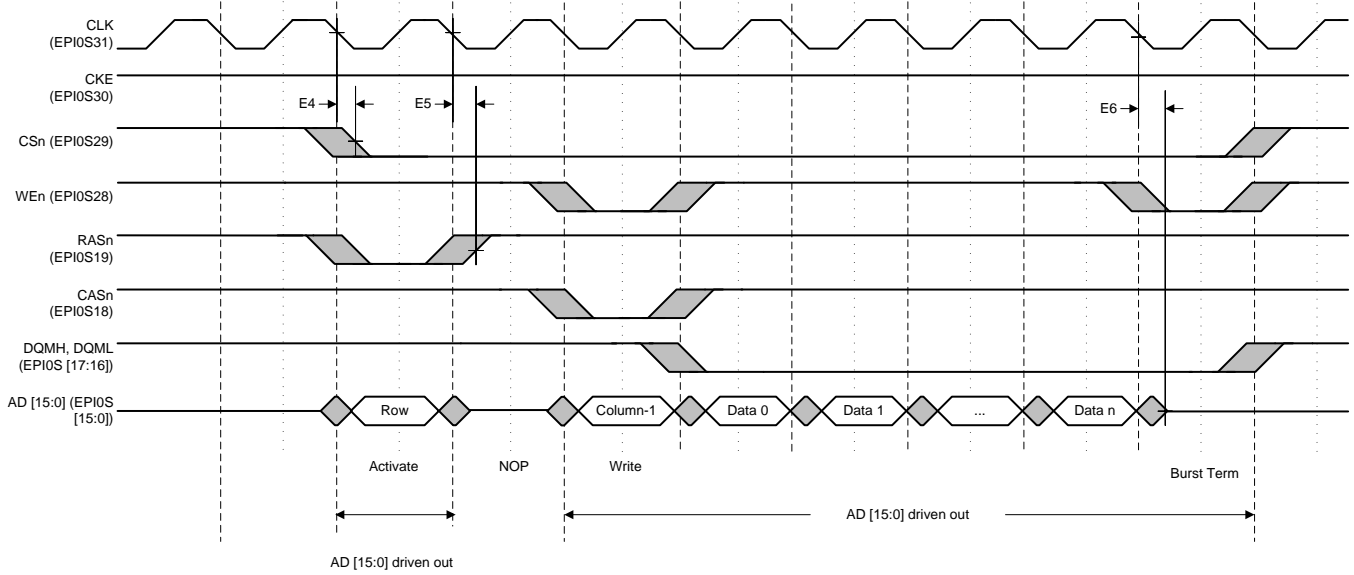 CLK
(EPI0S31)
CKE
(EPI0S30)
E4
E5
E6
CSn (EPI0S29)
WEn (EPI0S28)
RASn
(EPI0S19)
CASn
(EPI0S18)
DQMH, DQML
(EPI0S [17:16])
AD [15:0] (EPI0S
[15:0])
Row
Column-1
Data 0
Data 1
...
Data n
Activate
NOP
Write
Burst Term
AD [15:0] driven out
AD [15:0] driven out